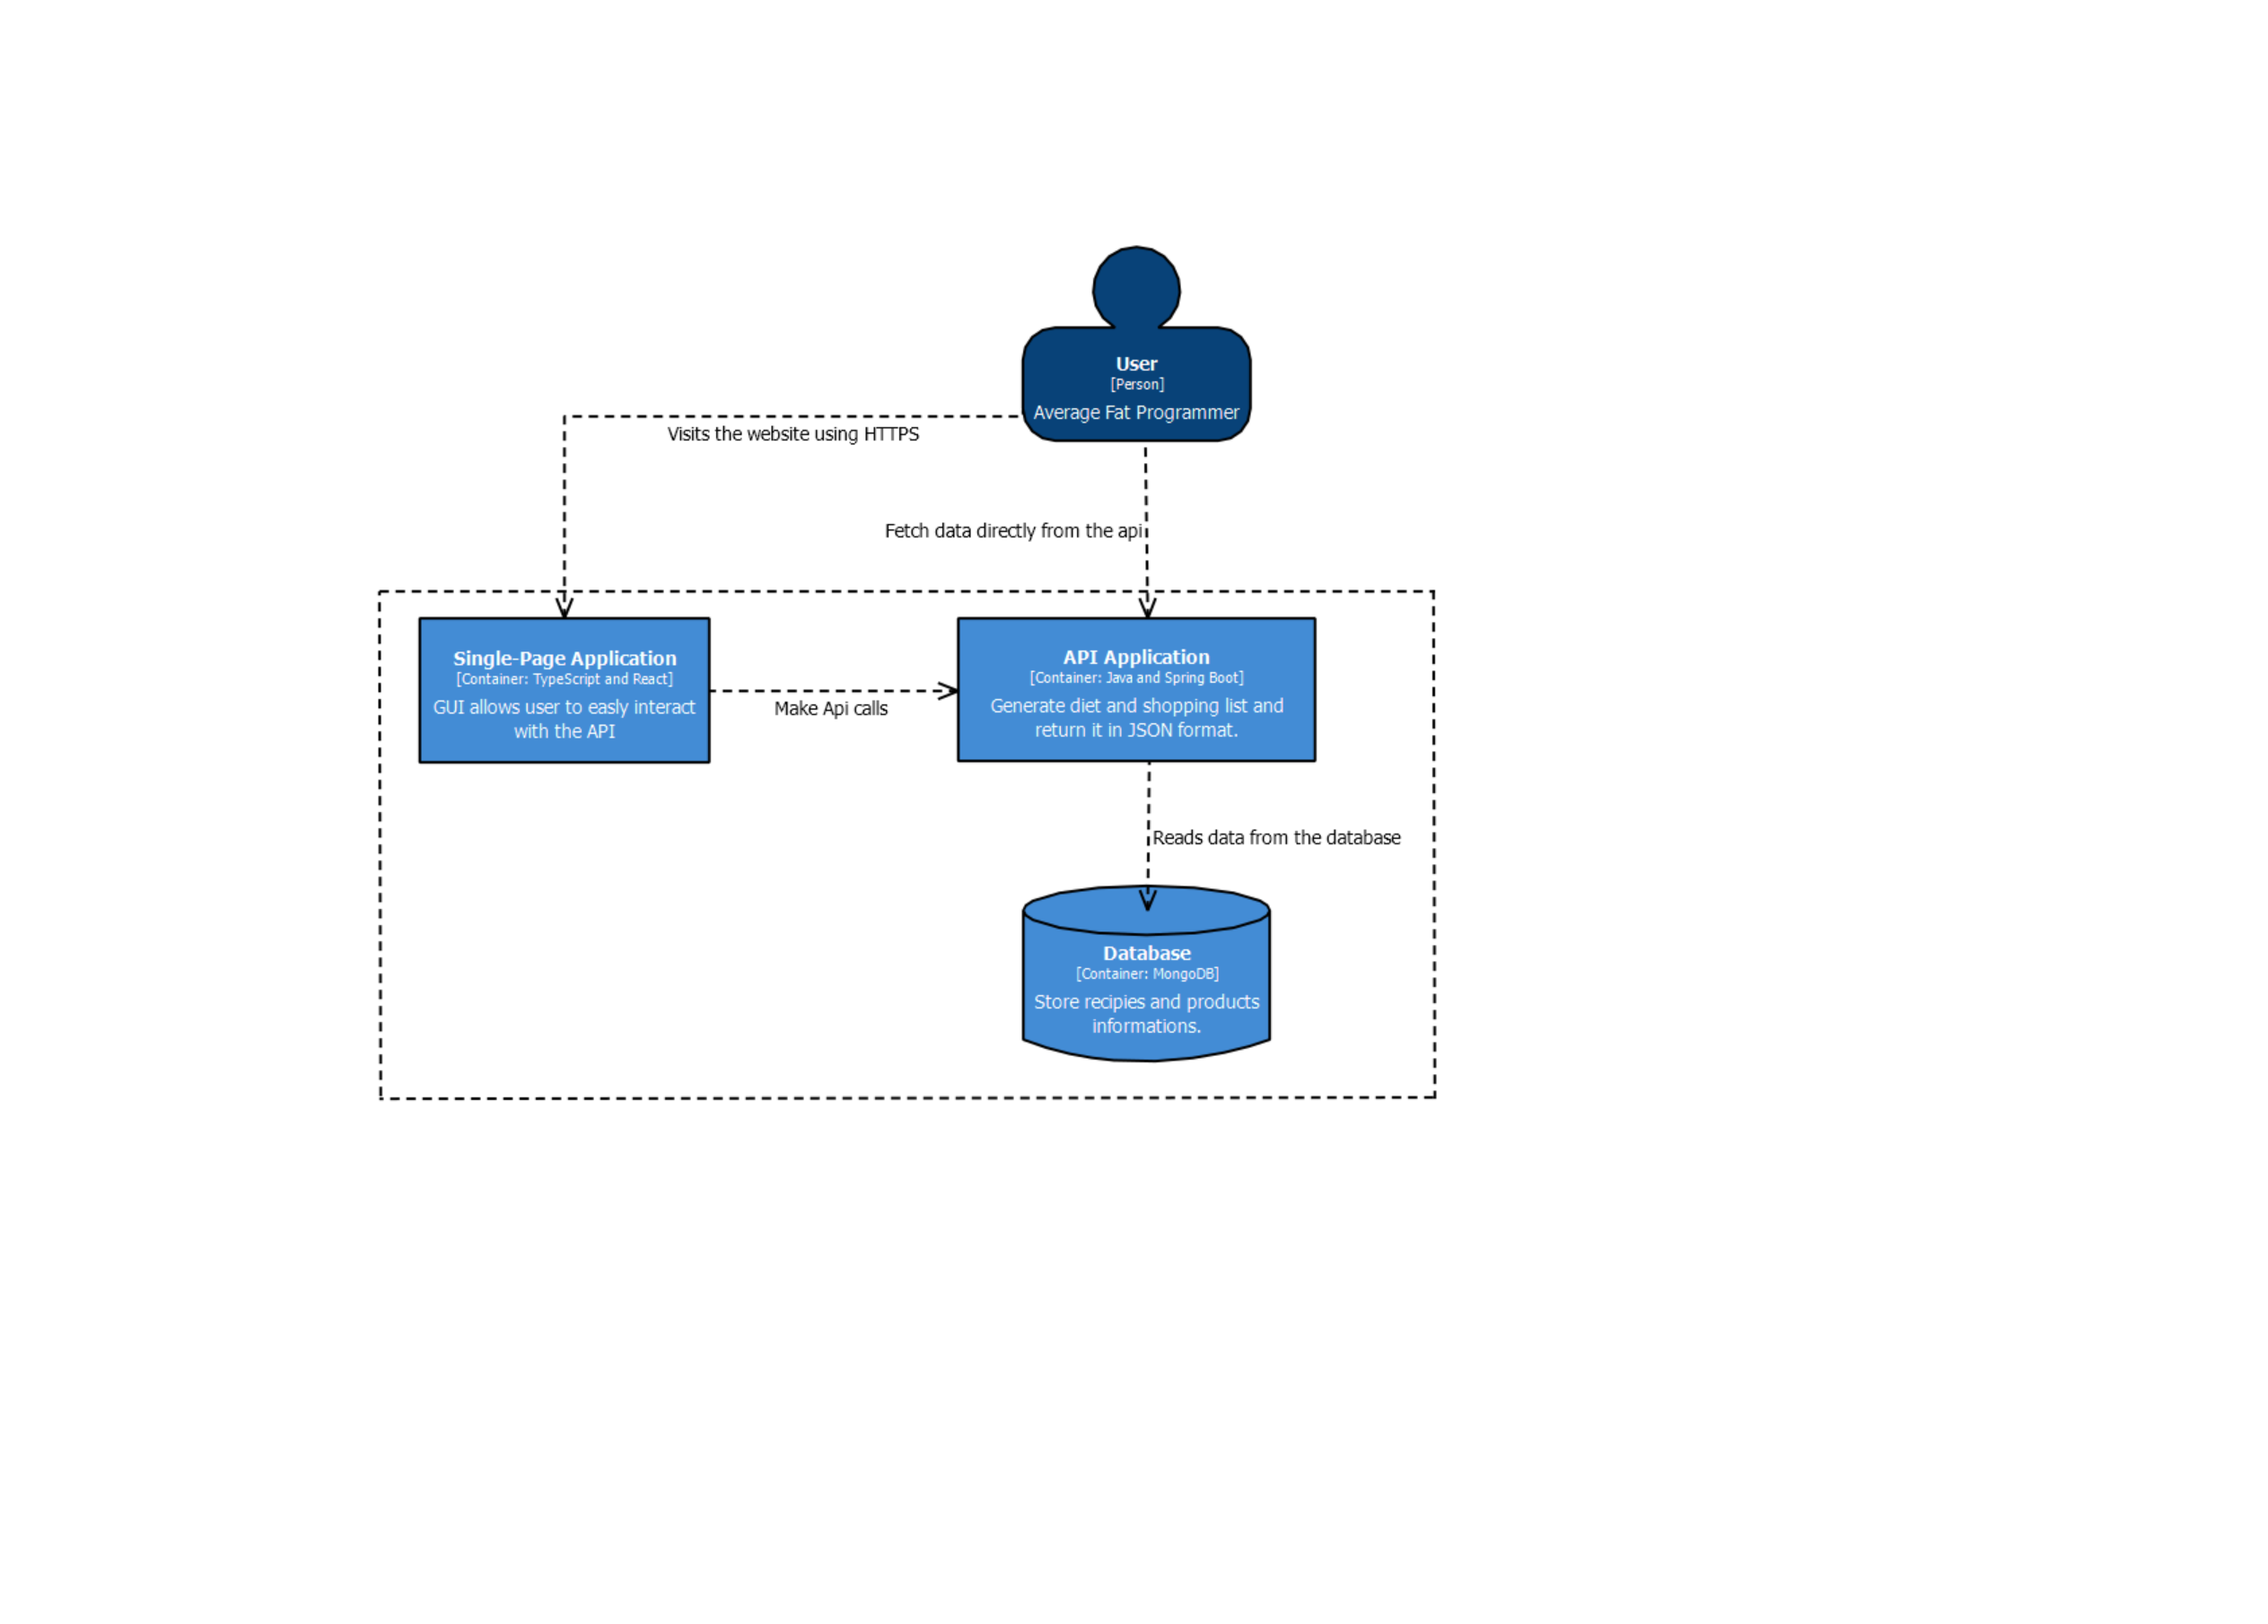 User
[Person]
Average Fat Programmer
Visits the website using HTTPS
Fetch data directly from the api
Single-Page Application
[Container: TypeScript and React]
GUI allows user to easly interact
with the API
Make Api calls
API Application
[Container: Java and Spring Boot]
Generate diet and shopping list and
return it in JSON format.
Reads data from the database
Database
[Container: MongoDB]
Store recipies and products
informations.